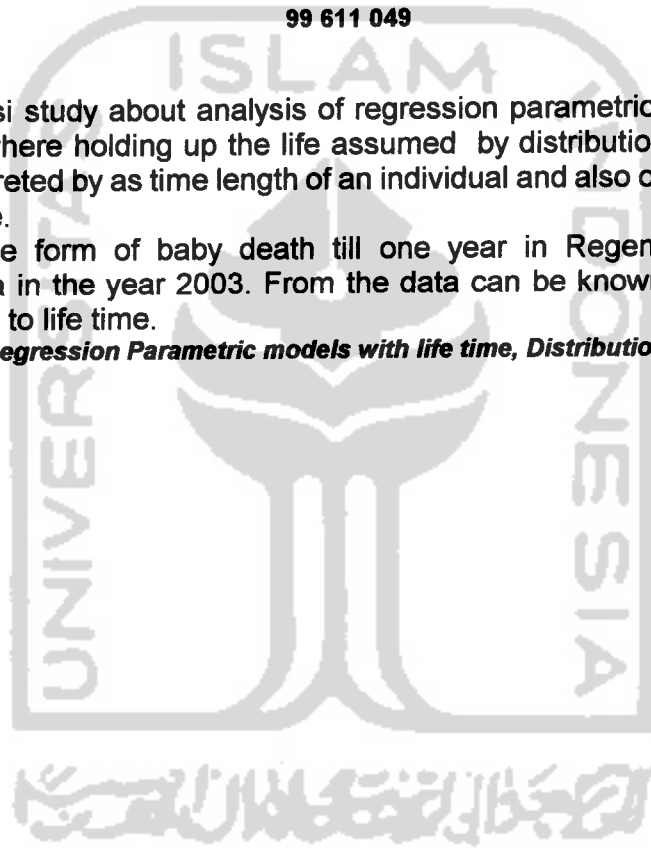 99 611 049
ISLAM
UNIVERSITAS
INDONESIA
si study about analysis of regression parametric
here holding up the life assumed by distributio
reted by as time length of an individual and also o
e.
e form of baby death till one year in Regen
a in the year 2003. From the data can be know
to life time.
egression Parametric models with life time, Distributio